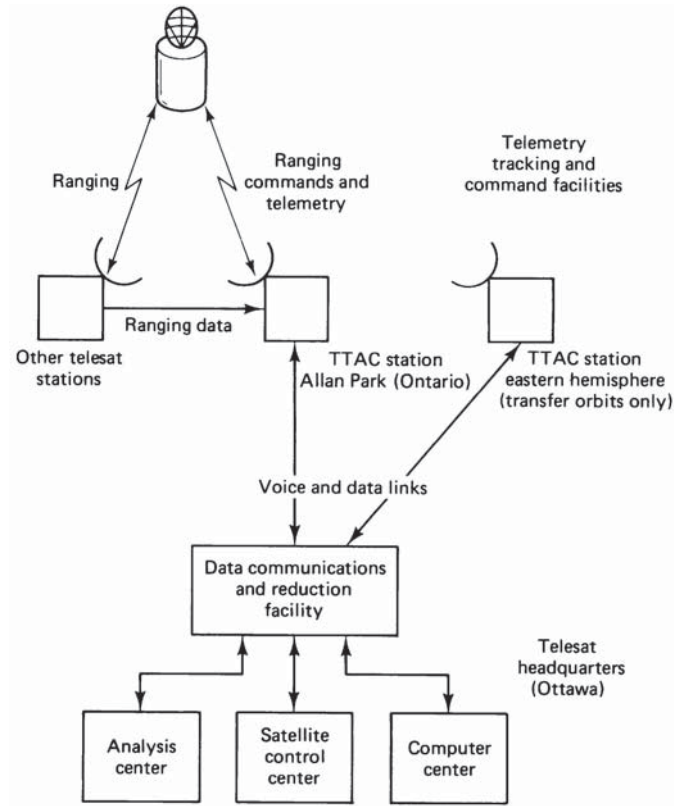 Ranging
Ranging
commands and
telemetry
Telemetry
tracking and
command facilities
Ranging data
Other telesat
stations
TTAC station
Allan Park (Ontario)
TTAC station
eastern hemisphere
(transfer orbits only)
Voice and data links
Data communications
and reduction
facility
Telesat
headquarters
(Ottawa)
Analysis
center
Satellite
control
center
Computer
center